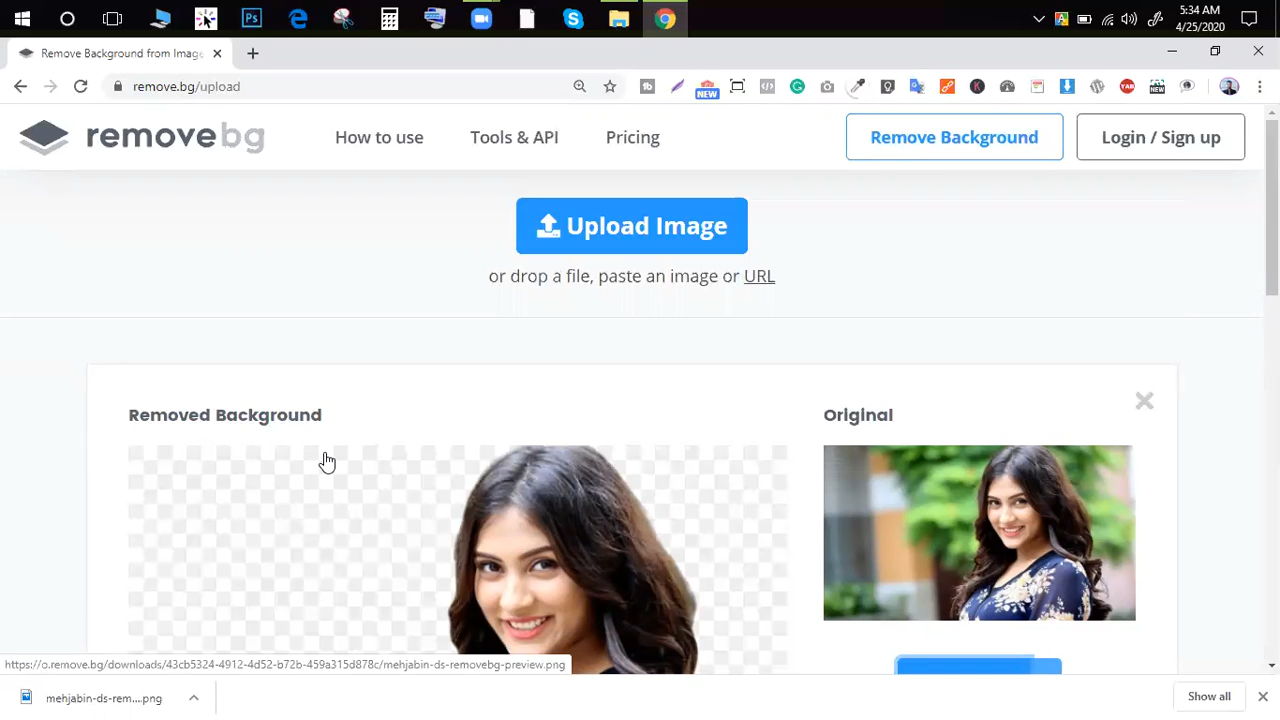 5:34 AM
4/25/2020
Remove Background from Imag
remove.bg/upload
NEW
removebg
How to use
Tools & API
Pricing
Remove Background
Login / Sign up
Upload Image
or drop a file, paste an image or URL
Removed Background
Original
https://o.remove.bg/downloads/43cb5324-4912-4d52-b72b-459a315d878c/mehjabin-ds-removebg-preview.png
mehjabin-ds-rem....png
Show all